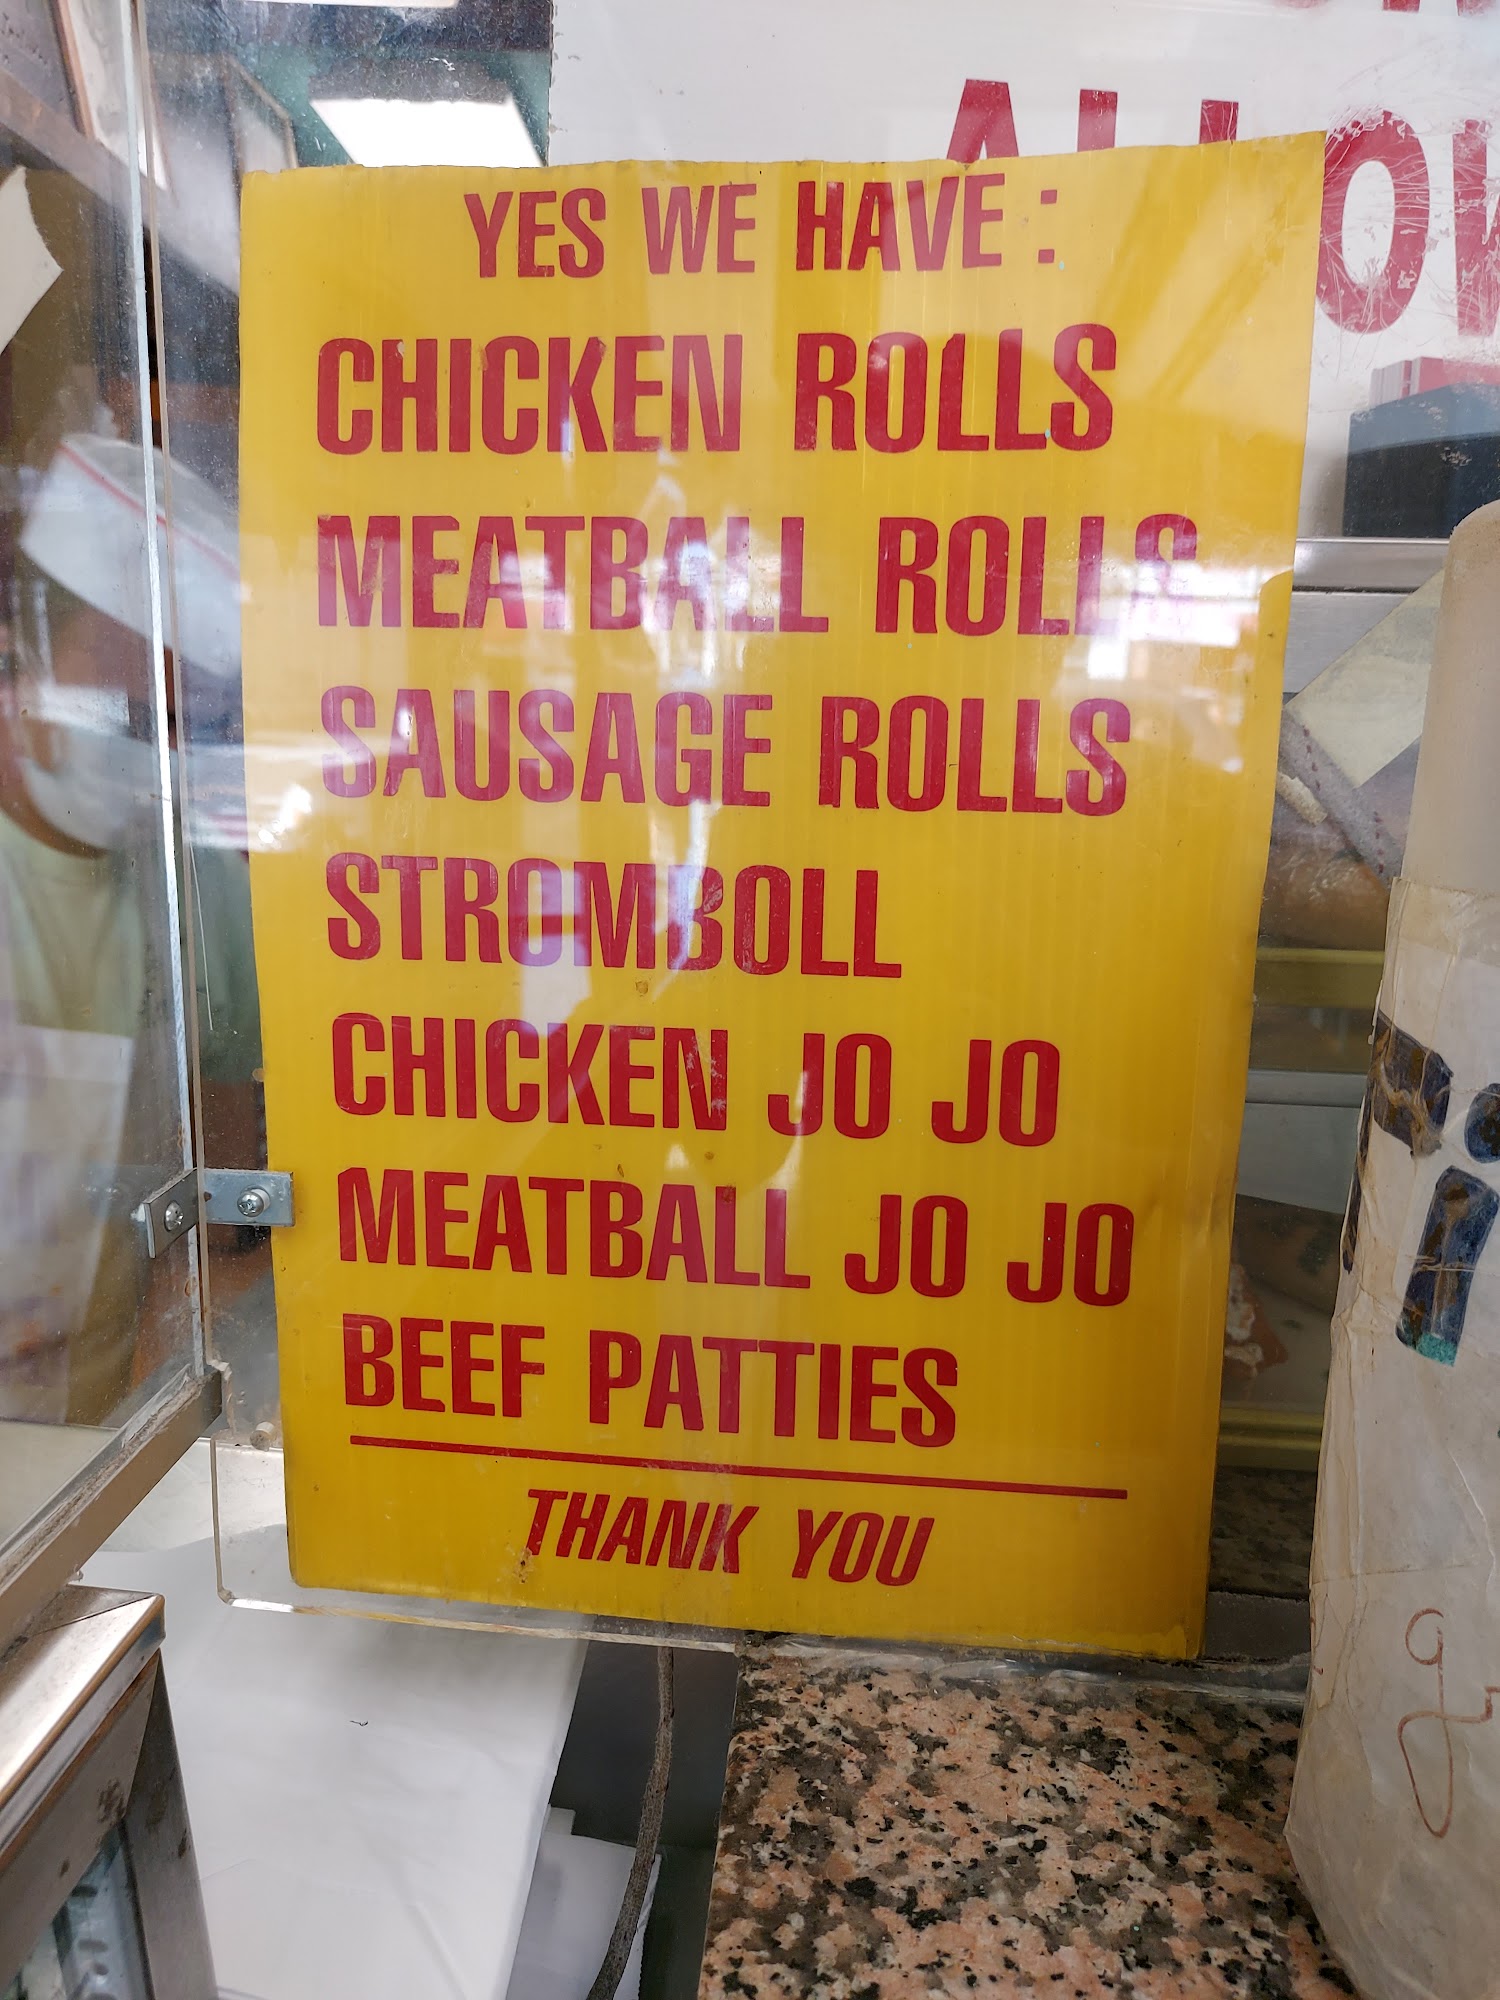 ALLOW
YES WE HAVE :
CHICKEN ROLLS
MEATBALL ROLLS
SAUSAGE ROLLS
STROMBOLL
CHICKEN JO JO
MEATBALL JO JO
BEEF PATTIES
THANK YOU